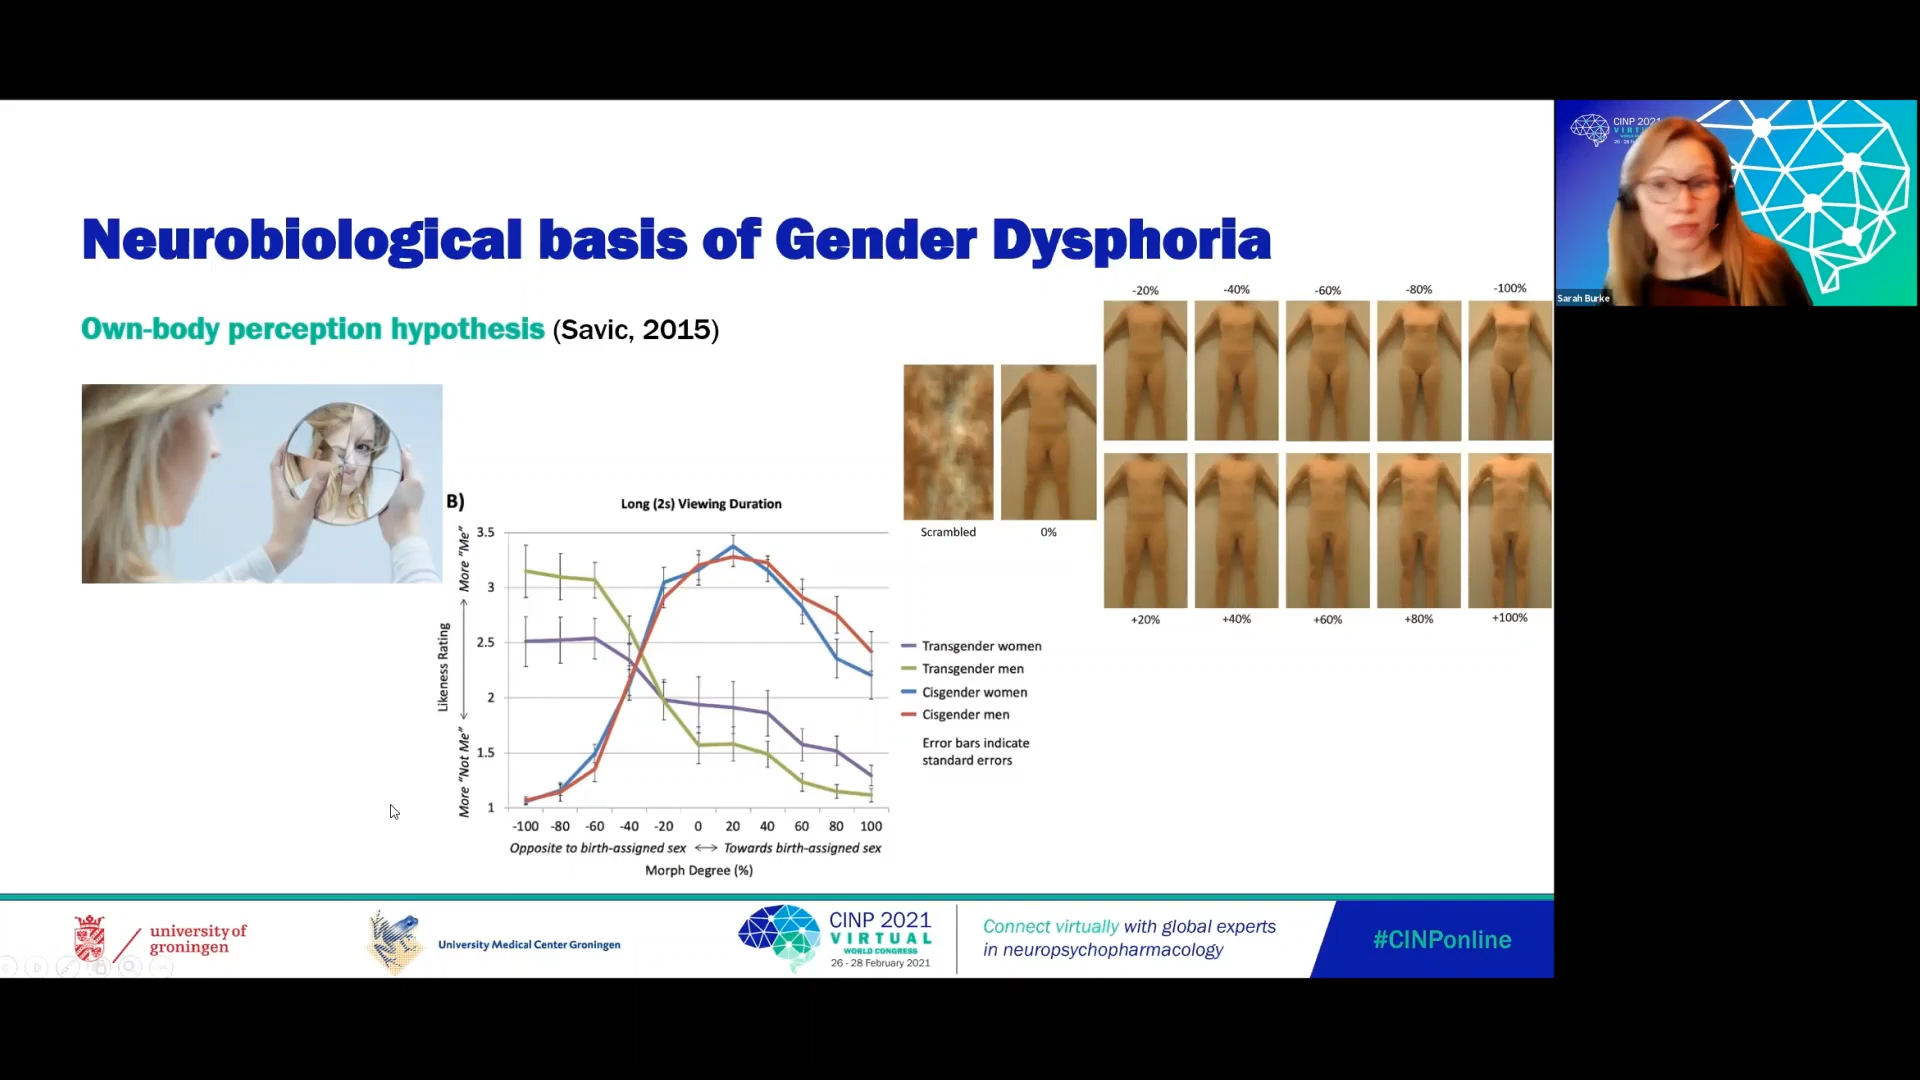 Neurobiological basis of Gender Dysphoria
Own-body perception hypothesis (Savic, 2015)
-20% -40% -60% -80% -100%
Scrambled 0%
+20% +40% +60% +80% +100%
B)
Long (2s) Viewing Duration
More "Me"
Likeness Rating
More "Not Me"
3.5
3
2.5
2
1.5
1
-100 -80 -60 -40 -20 0 20 40 60 80 100
Opposite to birth-assigned sex ⟷ Towards birth-assigned sex
Morph Degree (%)
Transgender women
Transgender men
Cisgender women
Cisgender men
Error bars indicate
standard errors
CINP 2021
Sarah Burke
university of
groningen
University Medical Center Groningen
CINP 2021
VIRTUAL
WORLD CONGRESS
26 - 28 February 2021
Connect virtually with global experts
in neuropsychopharmacology
#CINPonline